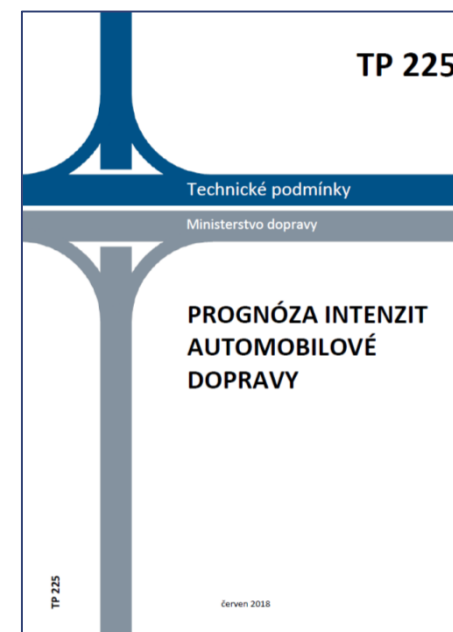 TP 225
Technické podmínky
Ministerstvo dopravy
PROGNÓZA INTENZIT
AUTOMOBILOVÉ
DOPRAVY
TP 225
červen 2018